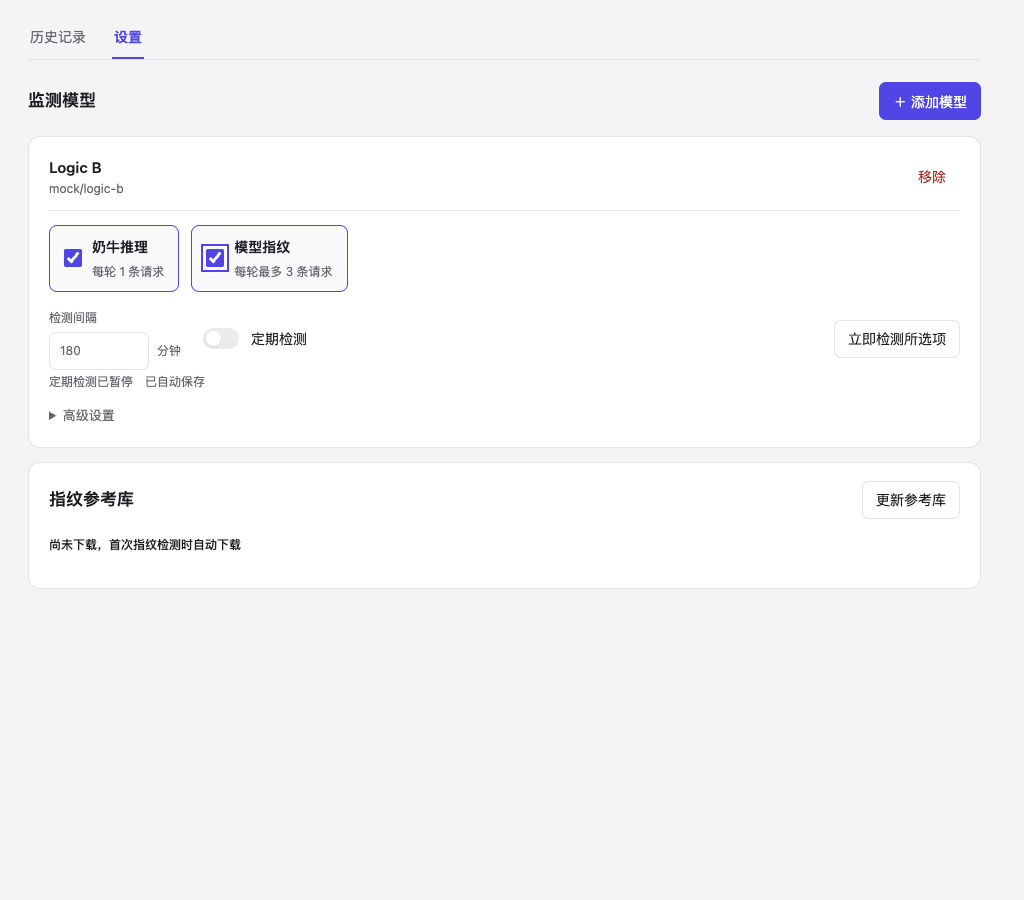 历史记录 设置
监测模型
+ 添加模型
Logic B
mock/logic-b
移除
奶牛推理
每轮 1 条请求
模型指纹
每轮最多 3 条请求
检测间隔
180 分钟
定期检测
立即检测所选项
定期检测已暂停 已自动保存
高级设置
指纹参考库
更新参考库
尚未下载，首次指纹检测时自动下载